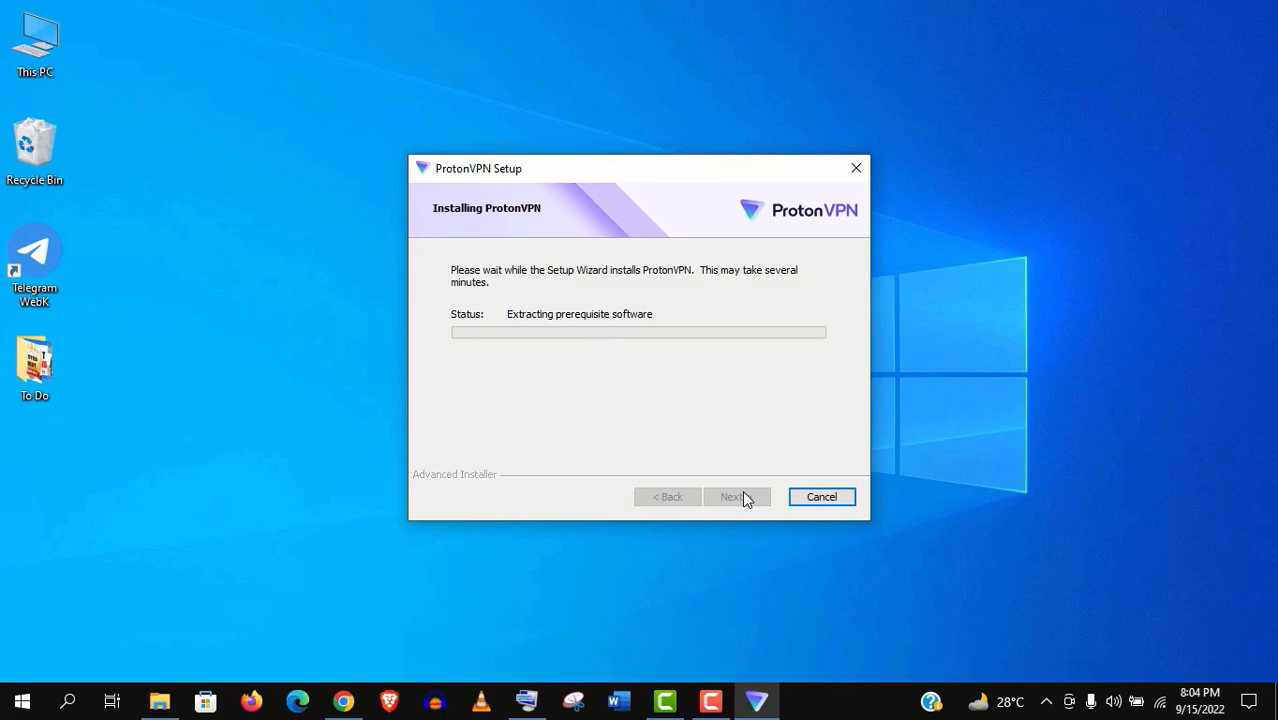 This PC
Recycle Bin
Telegram
WebK
To Do
ProtonVPN Setup
Installing ProtonVPN
ProtonVPN
Please wait while the Setup Wizard installs ProtonVPN. This may take several
minutes.
Status: Extracting prerequisite software
Advanced Installer
< Back
Next
Cancel
28°C
8:04 PM
9/15/2022